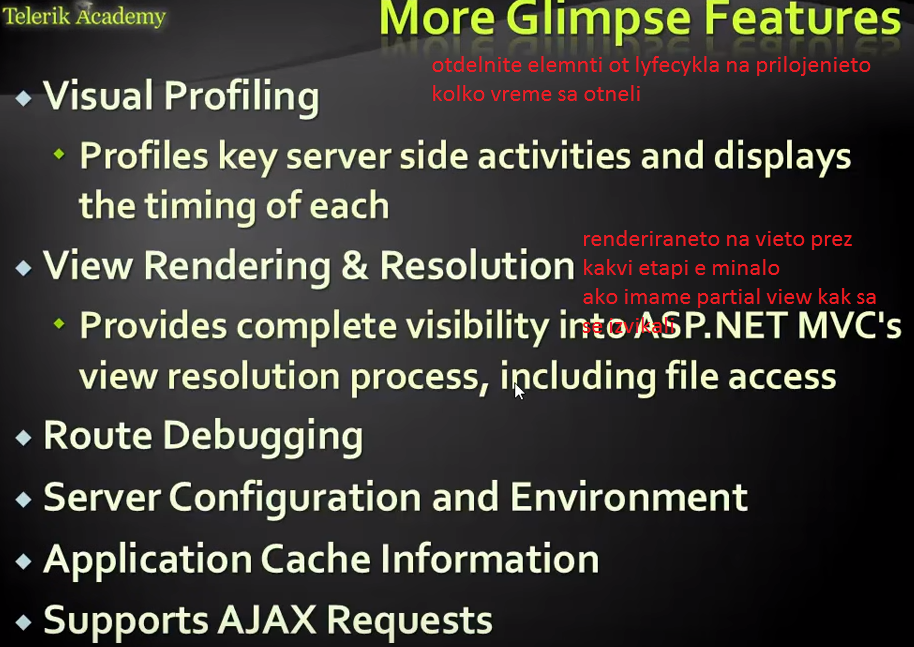 Telerik Academy
More Glimpse Features
otdelnite elemnti ot lyfecykla na prilojenieto
kolko vreme sa otneli
Visual Profiling
Profiles key server side activities and displays
the timing of each
renderiraneto na vieto prez
kakvi etapi e minalo
ako imame partial view kak sa
se izvikali
View Rendering & Resolution
Provides complete visibility into ASP.NET MVC's
view resolution process, including file access
Route Debugging
Server Configuration and Environment
Application Cache Information
Supports AJAX Requests